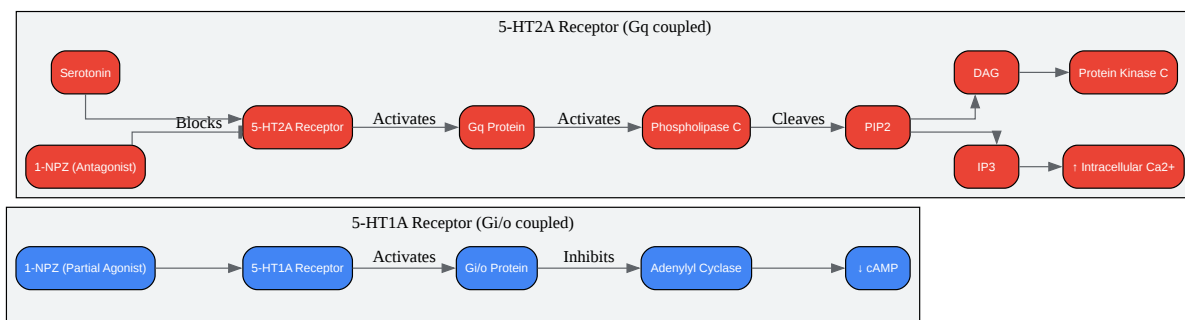 5-HT2A Receptor (Gq coupled)
Serotonin
DAG
Protein Kinase C
Blocks
5-HT2A Receptor
Activates
Gq Protein
Activates
Phospholipase C
Cleaves
PIP2
1-NPZ (Antagonist)
IP3
↑ Intracellular Ca2+
5-HT1A Receptor (Gi/o coupled)
1-NPZ (Partial Agonist)
5-HT1A Receptor
Activates
Gi/o Protein
Inhibits
Adenylyl Cyclase
↓ cAMP